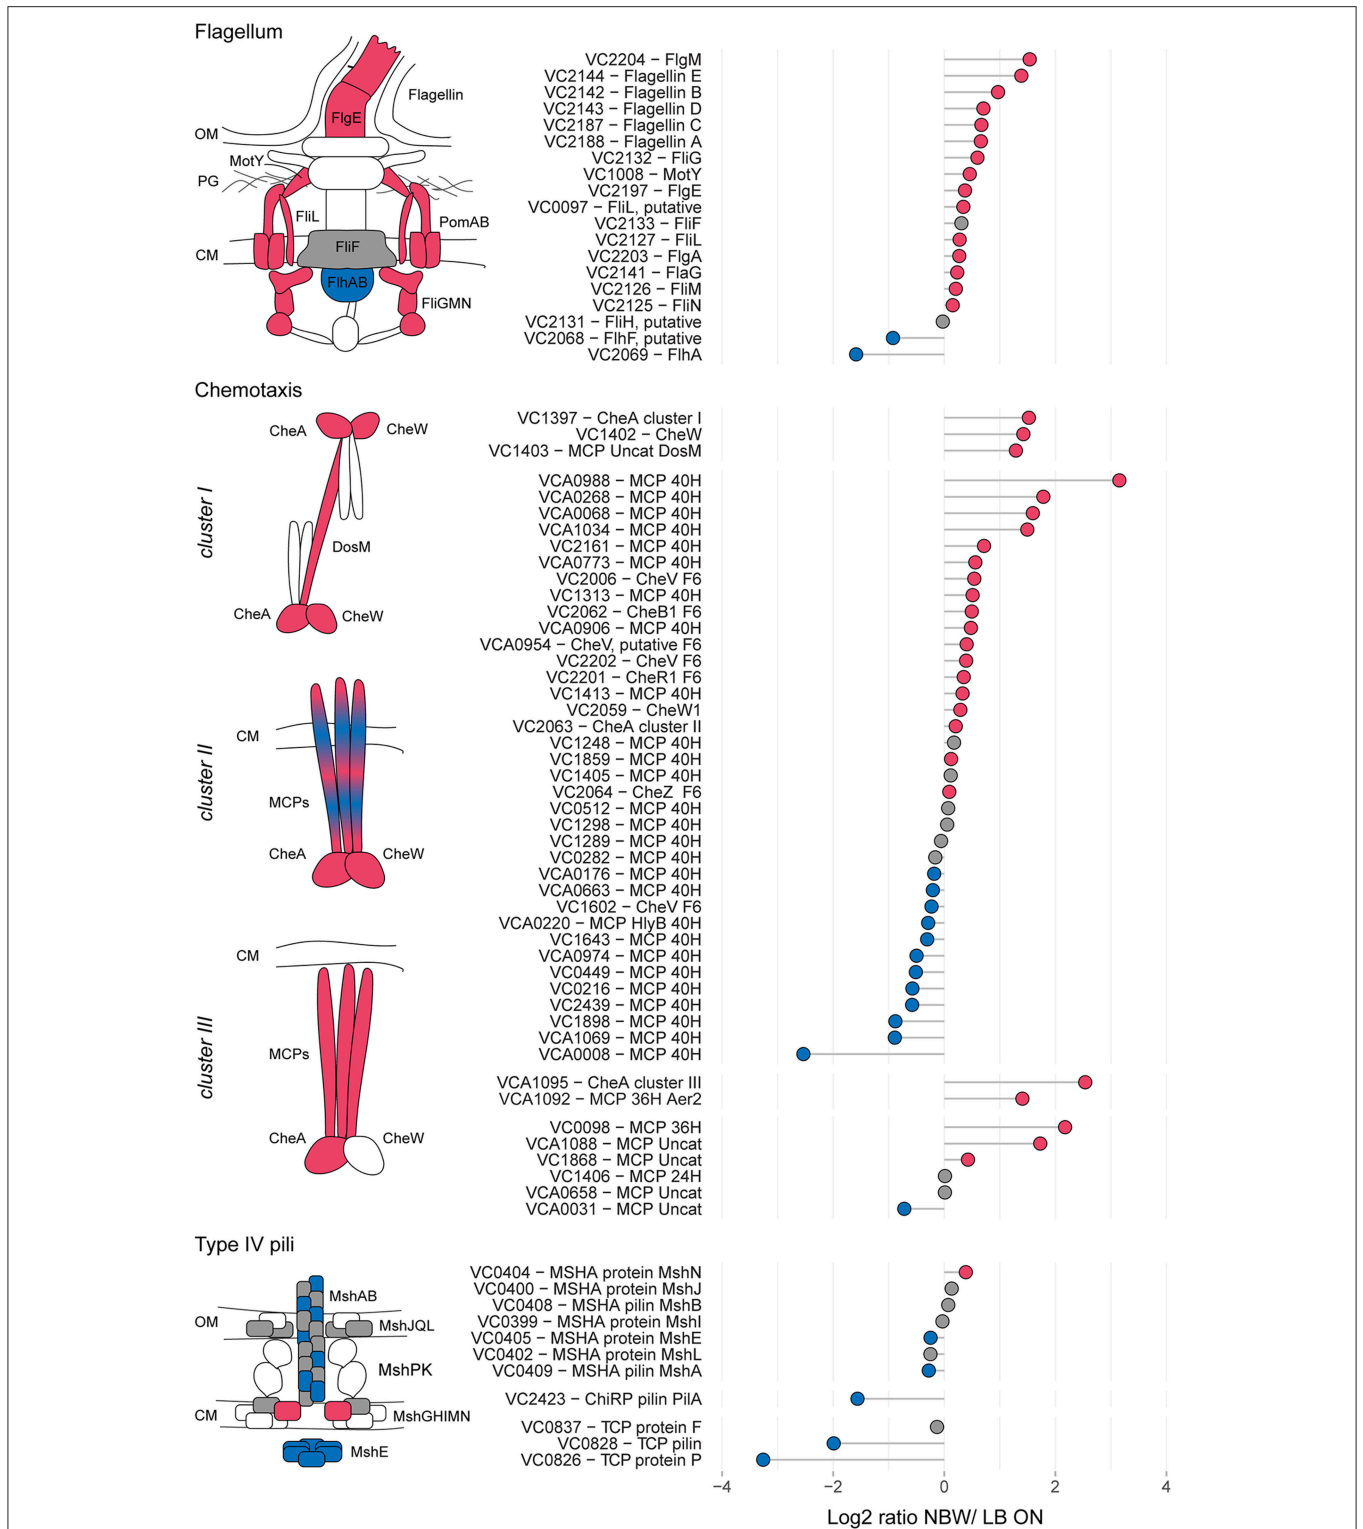 Flagellum
Flagellin
FlgE
OM
MotY
PG
FliL
PomAB
FliF
CM
FlhAB
FliGMN
VC2204 − FlgM
VC2144 − Flagellin E
VC2142 − Flagellin B
VC2143 − Flagellin D
VC2187 − Flagellin C
VC2188 − Flagellin A
VC2132 − FliG
VC1008 − MotY
VC2197 − FlgE
VC0097 − FliL, putative
VC2133 − FliF
VC2127 − FliL
VC2203 − FlgA
VC2141 − FlaG
VC2126 − FliM
VC2125 − FliN
VC2131 − FliH, putative
VC2068 − FlhF, putative
VC2069 − FlhA
Chemotaxis
cluster I
CheA
CheW
DosM
CheA
CheW
cluster II
CM
MCPs
CheA
CheW
cluster III
CM
MCPs
CheA
CheW
VC1397 − CheA cluster I
VC1402 − CheW
VC1403 − MCP Uncat DosM
VCA0988 − MCP 40H
VCA0268 − MCP 40H
VCA0068 − MCP 40H
VCA1034 − MCP 40H
VC2161 − MCP 40H
VCA0773 − MCP 40H
VC2006 − CheV F6
VC1313 − MCP 40H
VC2062 − CheB1 F6
VCA0906 − MCP 40H
VCA0954 − CheV, putative F6
VC2202 − CheV F6
VC2201 − CheR1 F6
VC1413 − MCP 40H
VC2059 − CheW1
VC2063 − CheA cluster II
VC1248 − MCP 40H
VC1859 − MCP 40H
VC1405 − MCP 40H
VC2064 − CheZ F6
VC0512 − MCP 40H
VC1298 − MCP 40H
VC1289 − MCP 40H
VC0282 − MCP 40H
VCA0176 − MCP 40H
VCA0663 − MCP 40H
VC1602 − CheV F6
VCA0220 − MCP HlyB 40H
VC1643 − MCP 40H
VCA0974 − MCP 40H
VC0449 − MCP 40H
VC0216 − MCP 40H
VC2439 − MCP 40H
VC1898 − MCP 40H
VCA1069 − MCP 40H
VCA0008 − MCP 40H
VCA1095 − CheA cluster III
VCA1092 − MCP 36H Aer2
VC0098 − MCP 36H
VCA1088 − MCP Uncat
VC1868 − MCP Uncat
VC1406 − MCP 24H
VCA0658 − MCP Uncat
VCA0031 − MCP Uncat
Type IV pili
MshAB
OM
MshJQL
MshPK
CM
MshGHIMN
MshE
VC0404 − MSHA protein MshN
VC0400 − MSHA protein MshJ
VC0408 − MSHA pilin MshB
VC0399 − MSHA protein MshI
VC0405 − MSHA protein MshE
VC0402 − MSHA protein MshL
VC0409 − MSHA pilin MshA
VC2423 − ChiRP pilin PilA
VC0837 − TCP protein F
VC0828 − TCP pilin
VC0826 − TCP protein P
−4 −2 0 2 4
Log2 ratio NBW/ LB ON